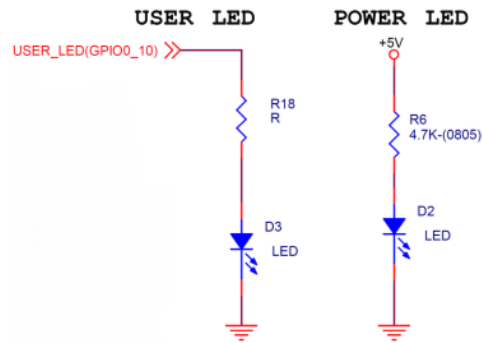 USER LED
POWER LED
USER_LED(GPIO0_10)
+5V
R18
R
R6
4.7K-(0805)
D3
LED
D2
LED